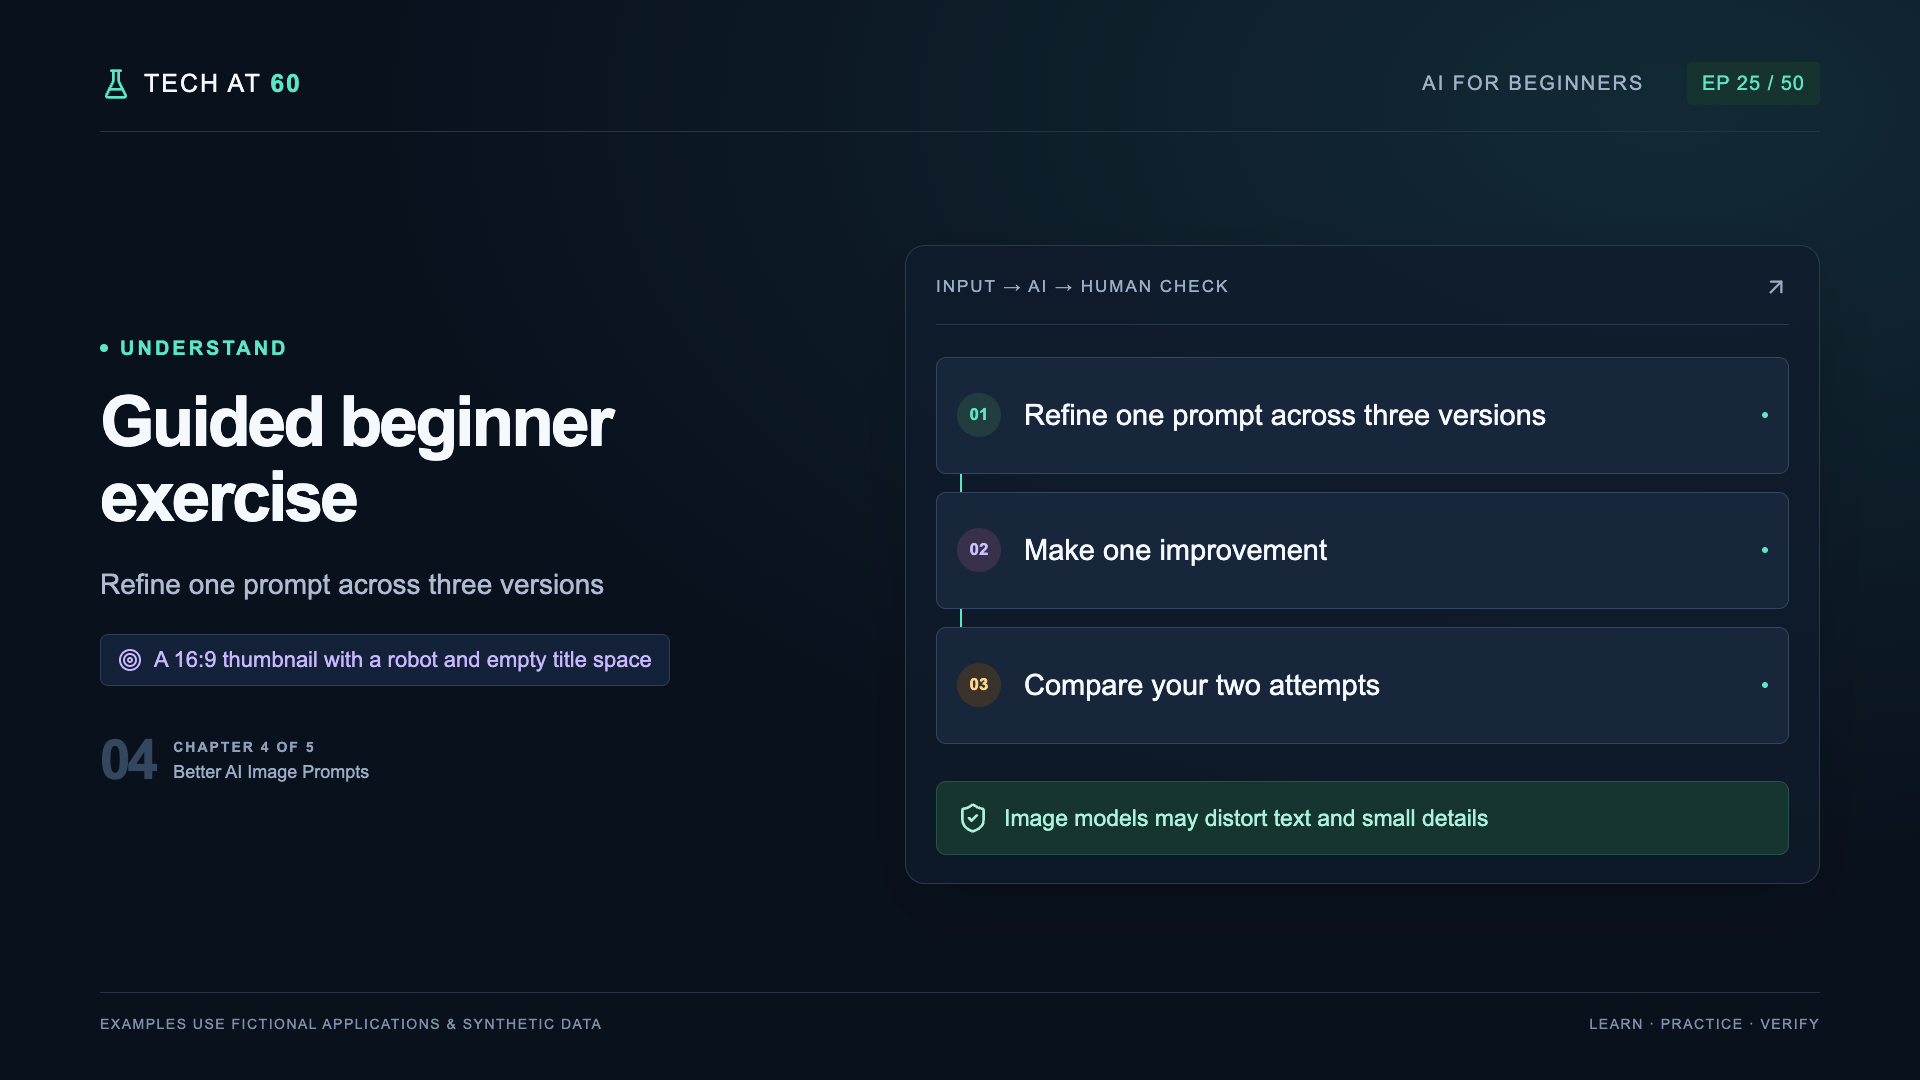 TECH AT 60
AI FOR BEGINNERS
EP 25 / 50
UNDERSTAND
Guided beginner
exercise
Refine one prompt across three versions
A 16:9 thumbnail with a robot and empty title space
04
CHAPTER 4 OF 5
Better AI Image Prompts
INPUT → AI → HUMAN CHECK
01
Refine one prompt across three versions
02
Make one improvement
03
Compare your two attempts
Image models may distort text and small details
EXAMPLES USE FICTIONAL APPLICATIONS & SYNTHETIC DATA
LEARN · PRACTICE · VERIFY